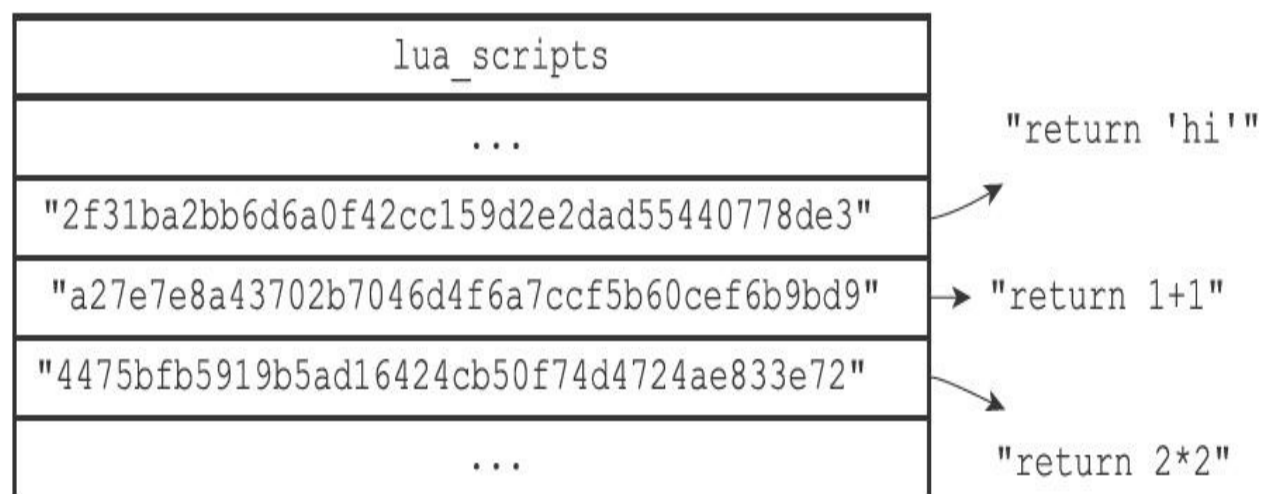 lua_scripts
...
"return 'hi'"
"2f31ba2bb6d6a0f42cc159d2e2dad55440778de3"
"a27e7e8a43702b7046d4f6a7ccf5b60cef6b9bd9"
"return 1+1"
"4475bfb5919b5ad16424cb50f74d4724ae833e72"
...
"return 2*2"